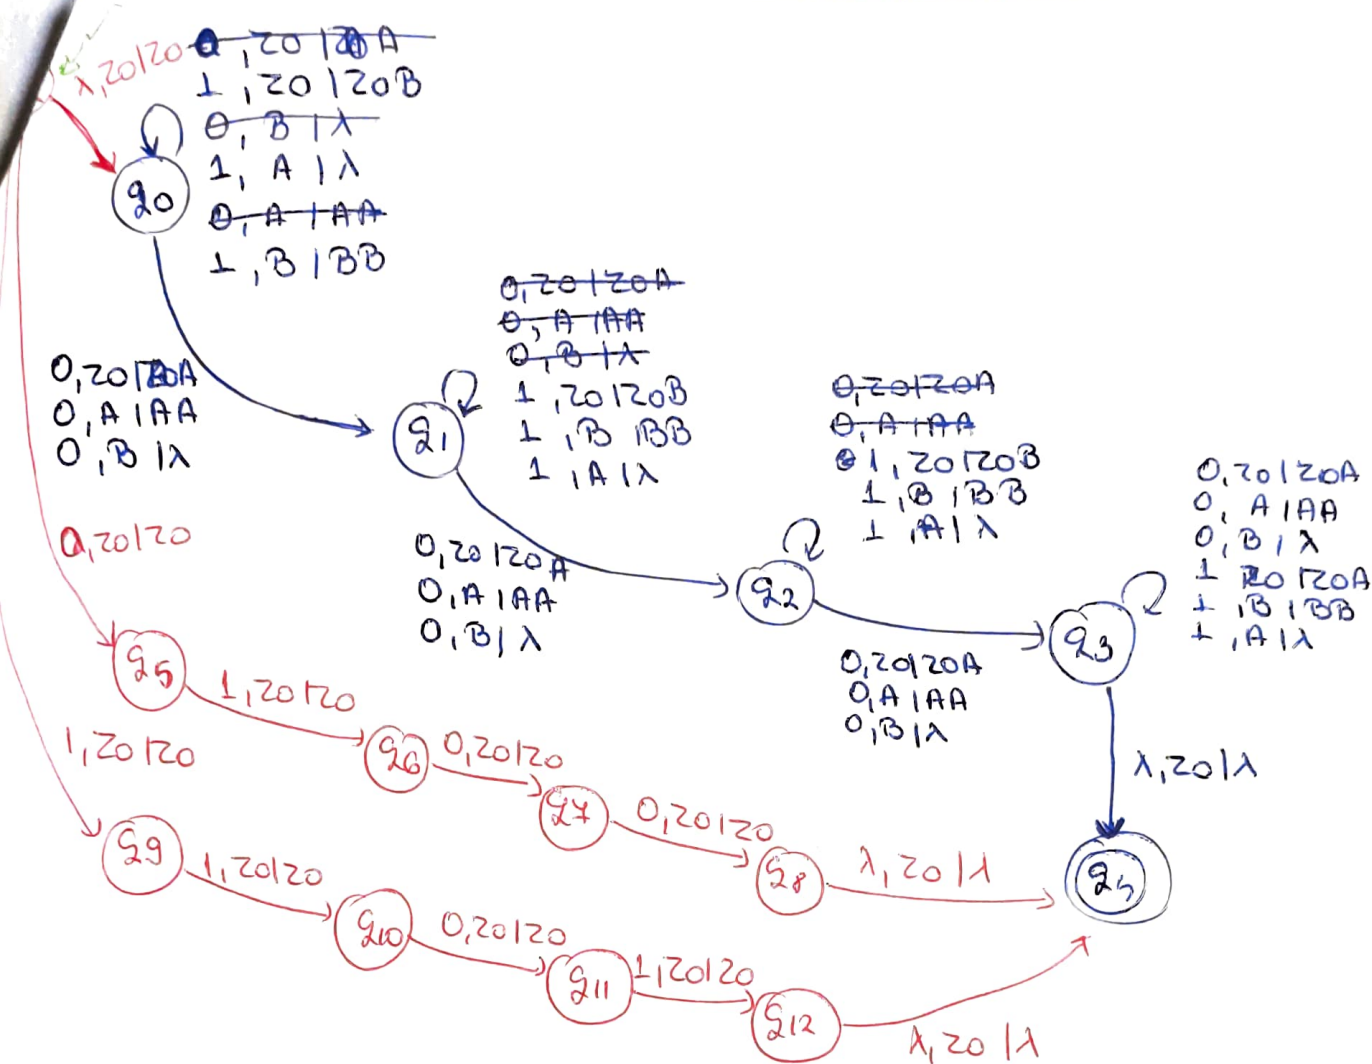 λ,z0/z0
0,z0/z0A
1,z0/z0B
0,B/λ
1,A/λ
0,A/AA
1,B/BB
q0
0,z0/z0A
0,A/AA
0,B/λ
0,z0/z0A
0,A/AA
0,B/λ
1,z0/z0B
1,B/BB
1,A/λ
q1
0,z0/z0A
0,A/AA
0,B/λ
0,z0/z0A
0,A/AA
1,z0/z0B
1,B/BB
1,A/λ
q2
0,z0/z0A
0,A/AA
0,B/λ
0,z0/z0A
0,A/AA
0,B/λ
1 z0/z0A
1,B/BB
1,A/λ
q3
λ,z0/λ
q4
0,z0/z0
q5
1,z0/z0
q6
0,z0/z0
q7
0,z0/z0
q8
λ,z0/λ
1,z0/z0
q9
1,z0/z0
q10
0,z0/z0
q11
1,z0/z0
q12
λ,z0/λ